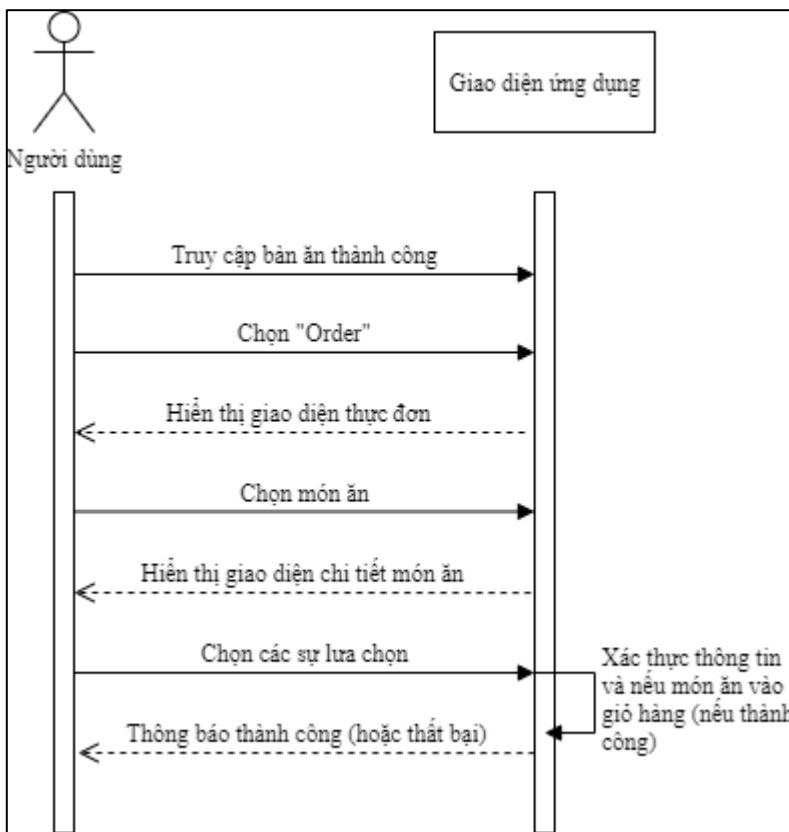 Giao diện ứng dụng
Người dùng
Truy cập bàn ăn thành công
Chọn "Order"
Hiển thị giao diện thực đơn
Chọn món ăn
Hiển thị giao diện chi tiết món ăn
Chọn các sự lưa chọn
Xác thực thông tin
và nếu món ăn vào
giỏ hàng (nếu thành
công)
Thông báo thành công (hoặc thất bại)